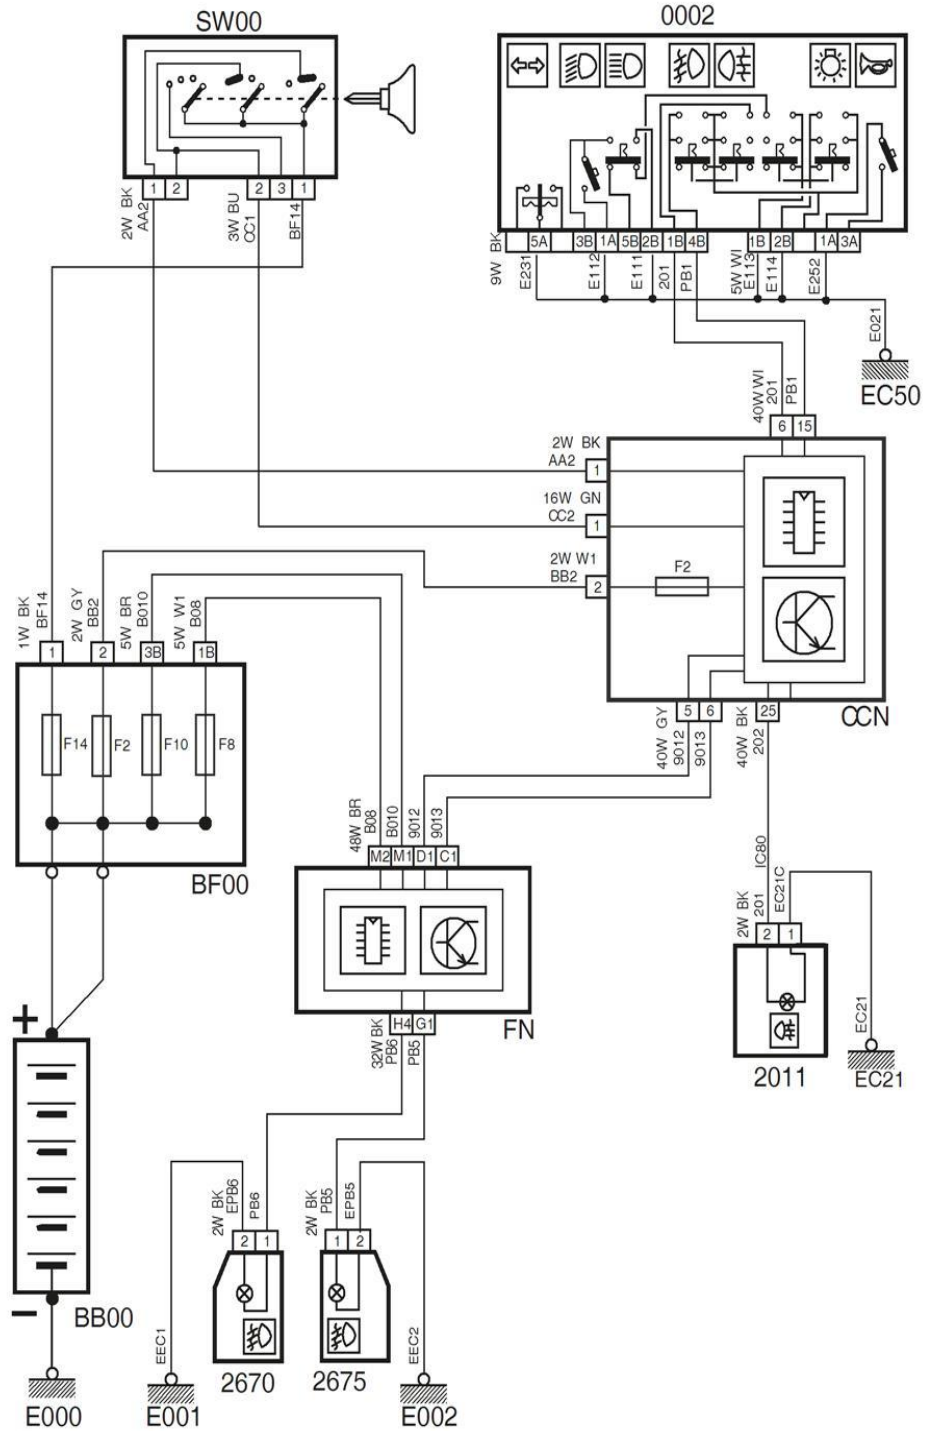 SW00
0002
1 2 2 3 1
2W BK
AA2
3W BU
CC1
BF14
5A 3B 1A 5B 2B 1B 4B 1B 2B 1A 3A
9W BK
E231
E112
E111
201
PB1
5W WI
E113
E114
E252
E021
EC50
40W WI
201
PB1
6 15
2W BK
AA2
1
16W GN
CC2
1
2W W1
BB2
2
F2
5 6 25
CCN
40W GY
9012
9013
40W BK
202
1W BK
BF14
2W GY
BB2
5W BR
B010
5W W1
B08
1 2 3B 1B
F14 F2 F10 F8
BF00
48W BR
B08
B010
9012
9013
M2 M1 D1 C1
FN
H4 G1
32W BK
PB6
PB5
IC80
2W BK
201
EC21C
2 1
2011
EC21
EC21
+
−
BB00
E000
2W BK
EPB6
PB6
2 1
2670
EEC1
E001
2W BK
PB5
EPB5
1 2
2675
EEC2
E002